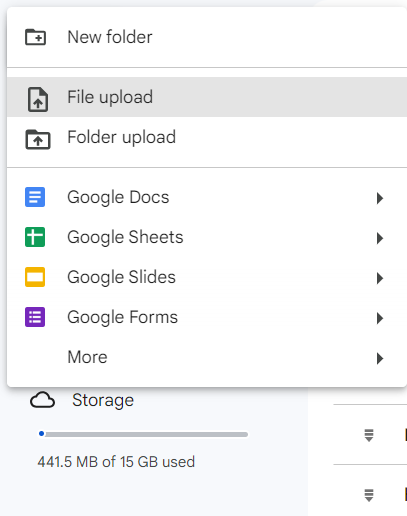 New folder
File upload
Folder upload
Google Docs
Google Sheets
Google Slides
Google Forms
More
Storage
441.5 MB of 15 GB used